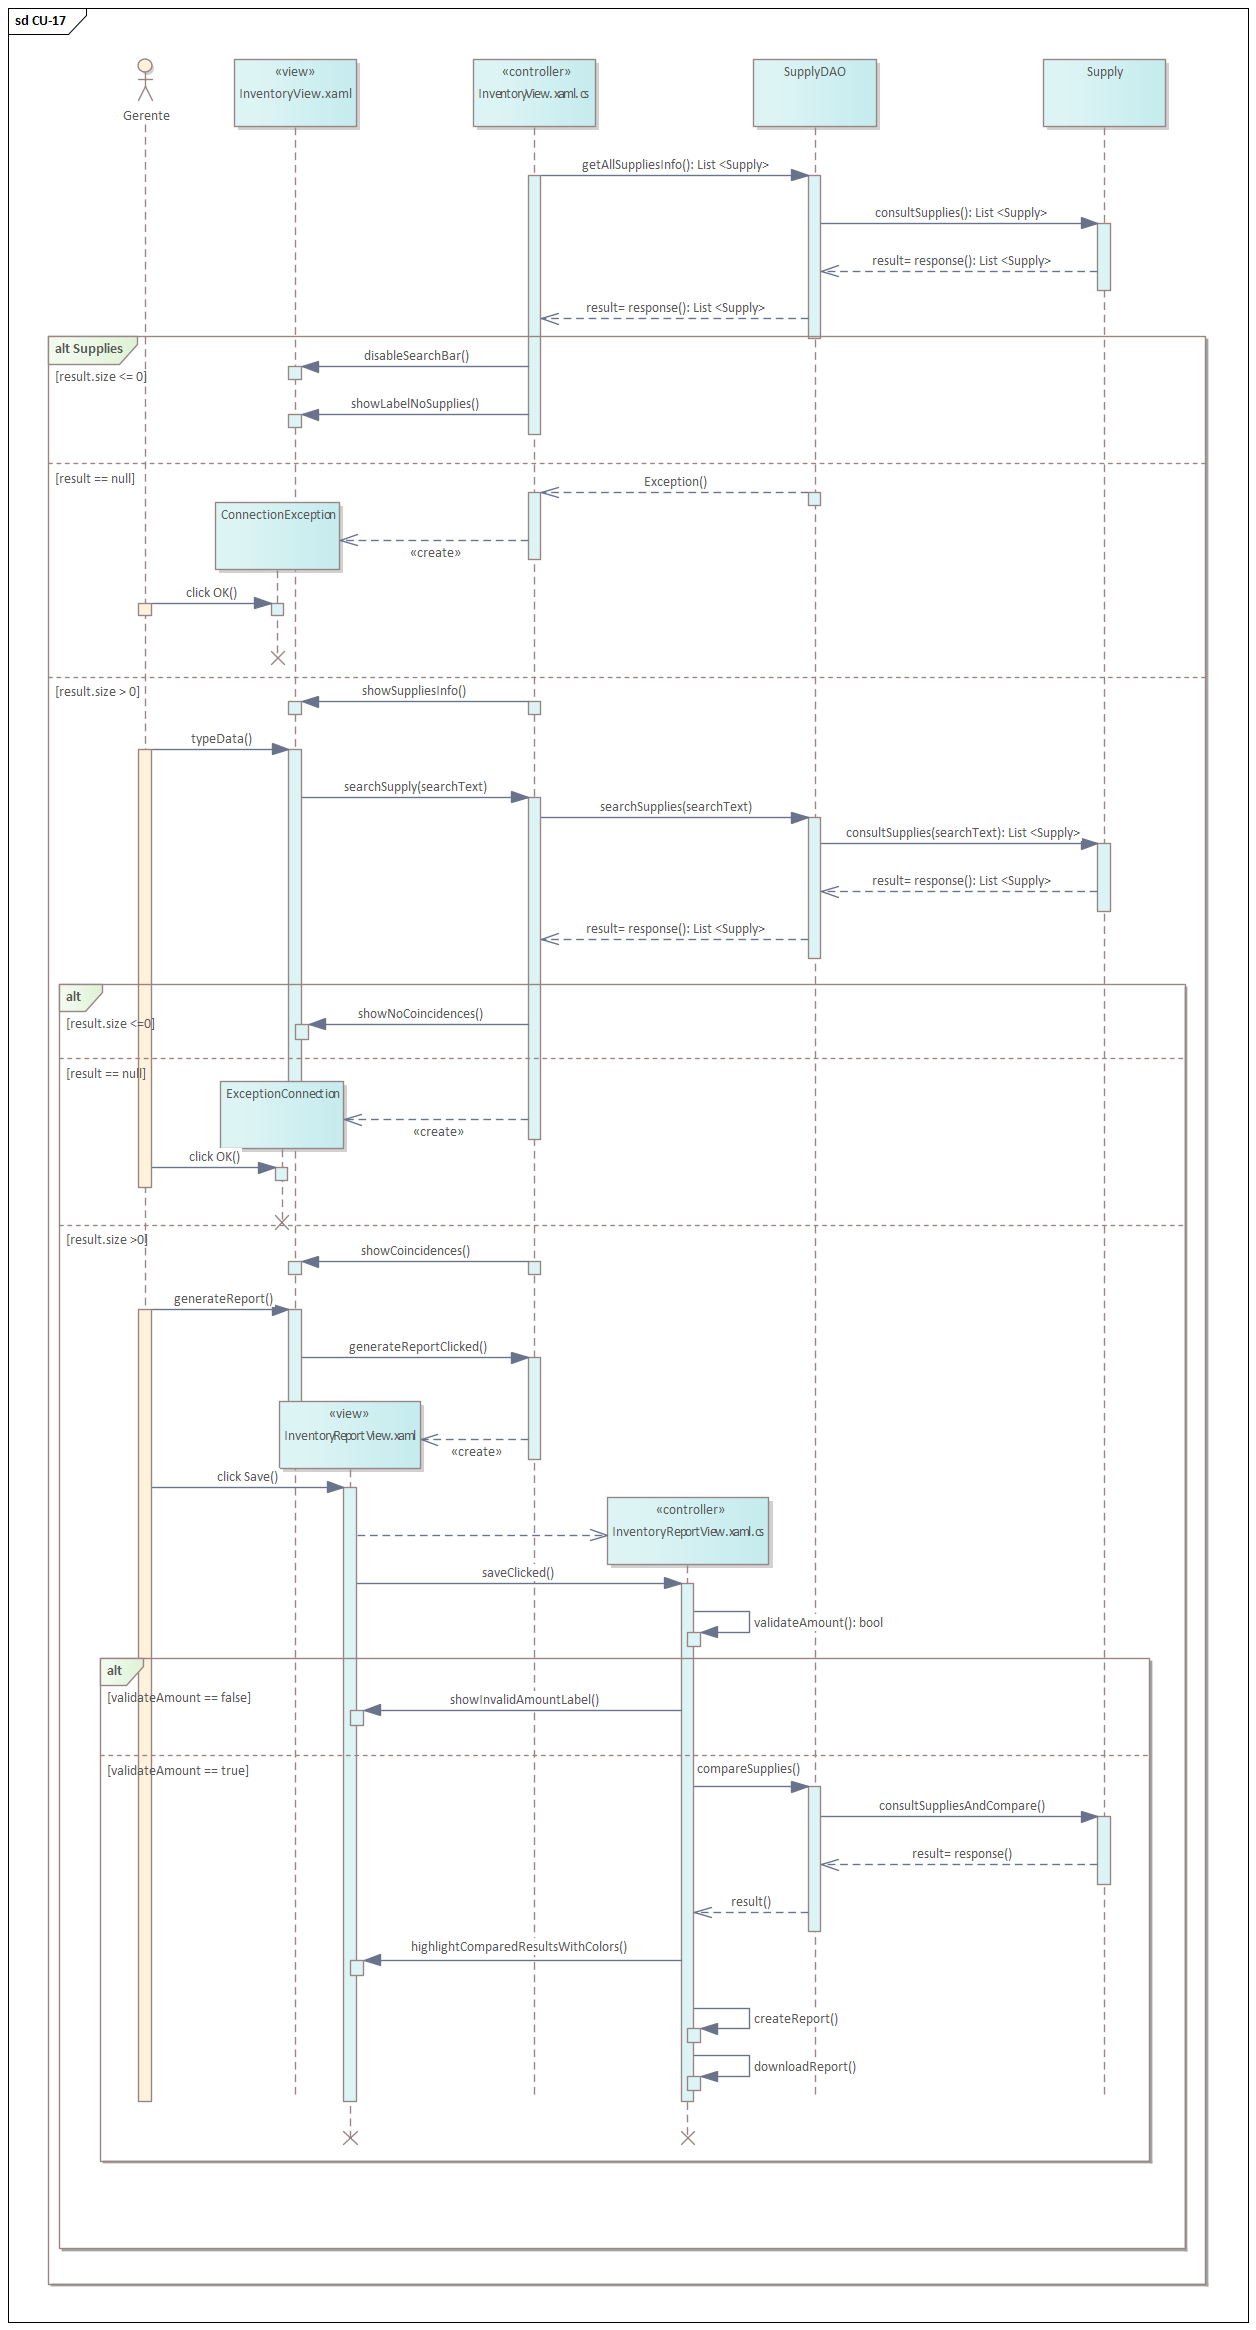 sd CU-17
Gerente
«view»
InventoryView.xaml
«controller»
InventoryView.xaml.cs
SupplyDAO
Supply
getAllSuppliesInfo(): List <Supply>
consultSupplies(): List <Supply>
result= response(): List <Supply>
result= response(): List <Supply>
alt Supplies
[result.size <= 0]
disableSearchBar()
showLabelNoSupplies()
[result == null]
Exception()
ConnectionException
«create»
click OK()
[result.size > 0]
showSuppliesInfo()
typeData()
searchSupply(searchText)
searchSupplies(searchText)
consultSupplies(searchText): List <Supply>
result= response(): List <Supply>
result= response(): List <Supply>
alt
[result.size <=0]
showNoCoincidences()
[result == null]
ExceptionConnection
«create»
click OK()
[result.size >0]
showCoincidences()
generateReport()
generateReportClicked()
«view»
InventoryReportView.xaml
«create»
click Save()
«controller»
InventoryReportView.xaml.cs
saveClicked()
validateAmount(): bool
alt
[validateAmount == false]
showInvalidAmountLabel()
[validateAmount == true]
compareSupplies()
consultSuppliesAndCompare()
result= response()
result()
highlightComparedResultsWithColors()
createReport()
downloadReport()